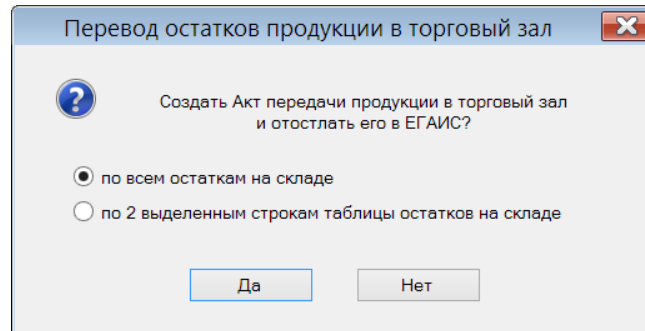 Перевод остатков продукции в торговый зал
Создать Акт передачи продукции в торговый зал
и отостлать его в ЕГАИС?
по всем остаткам на складе
по 2 выделенным строкам таблицы остатков на складе
Да
Нет